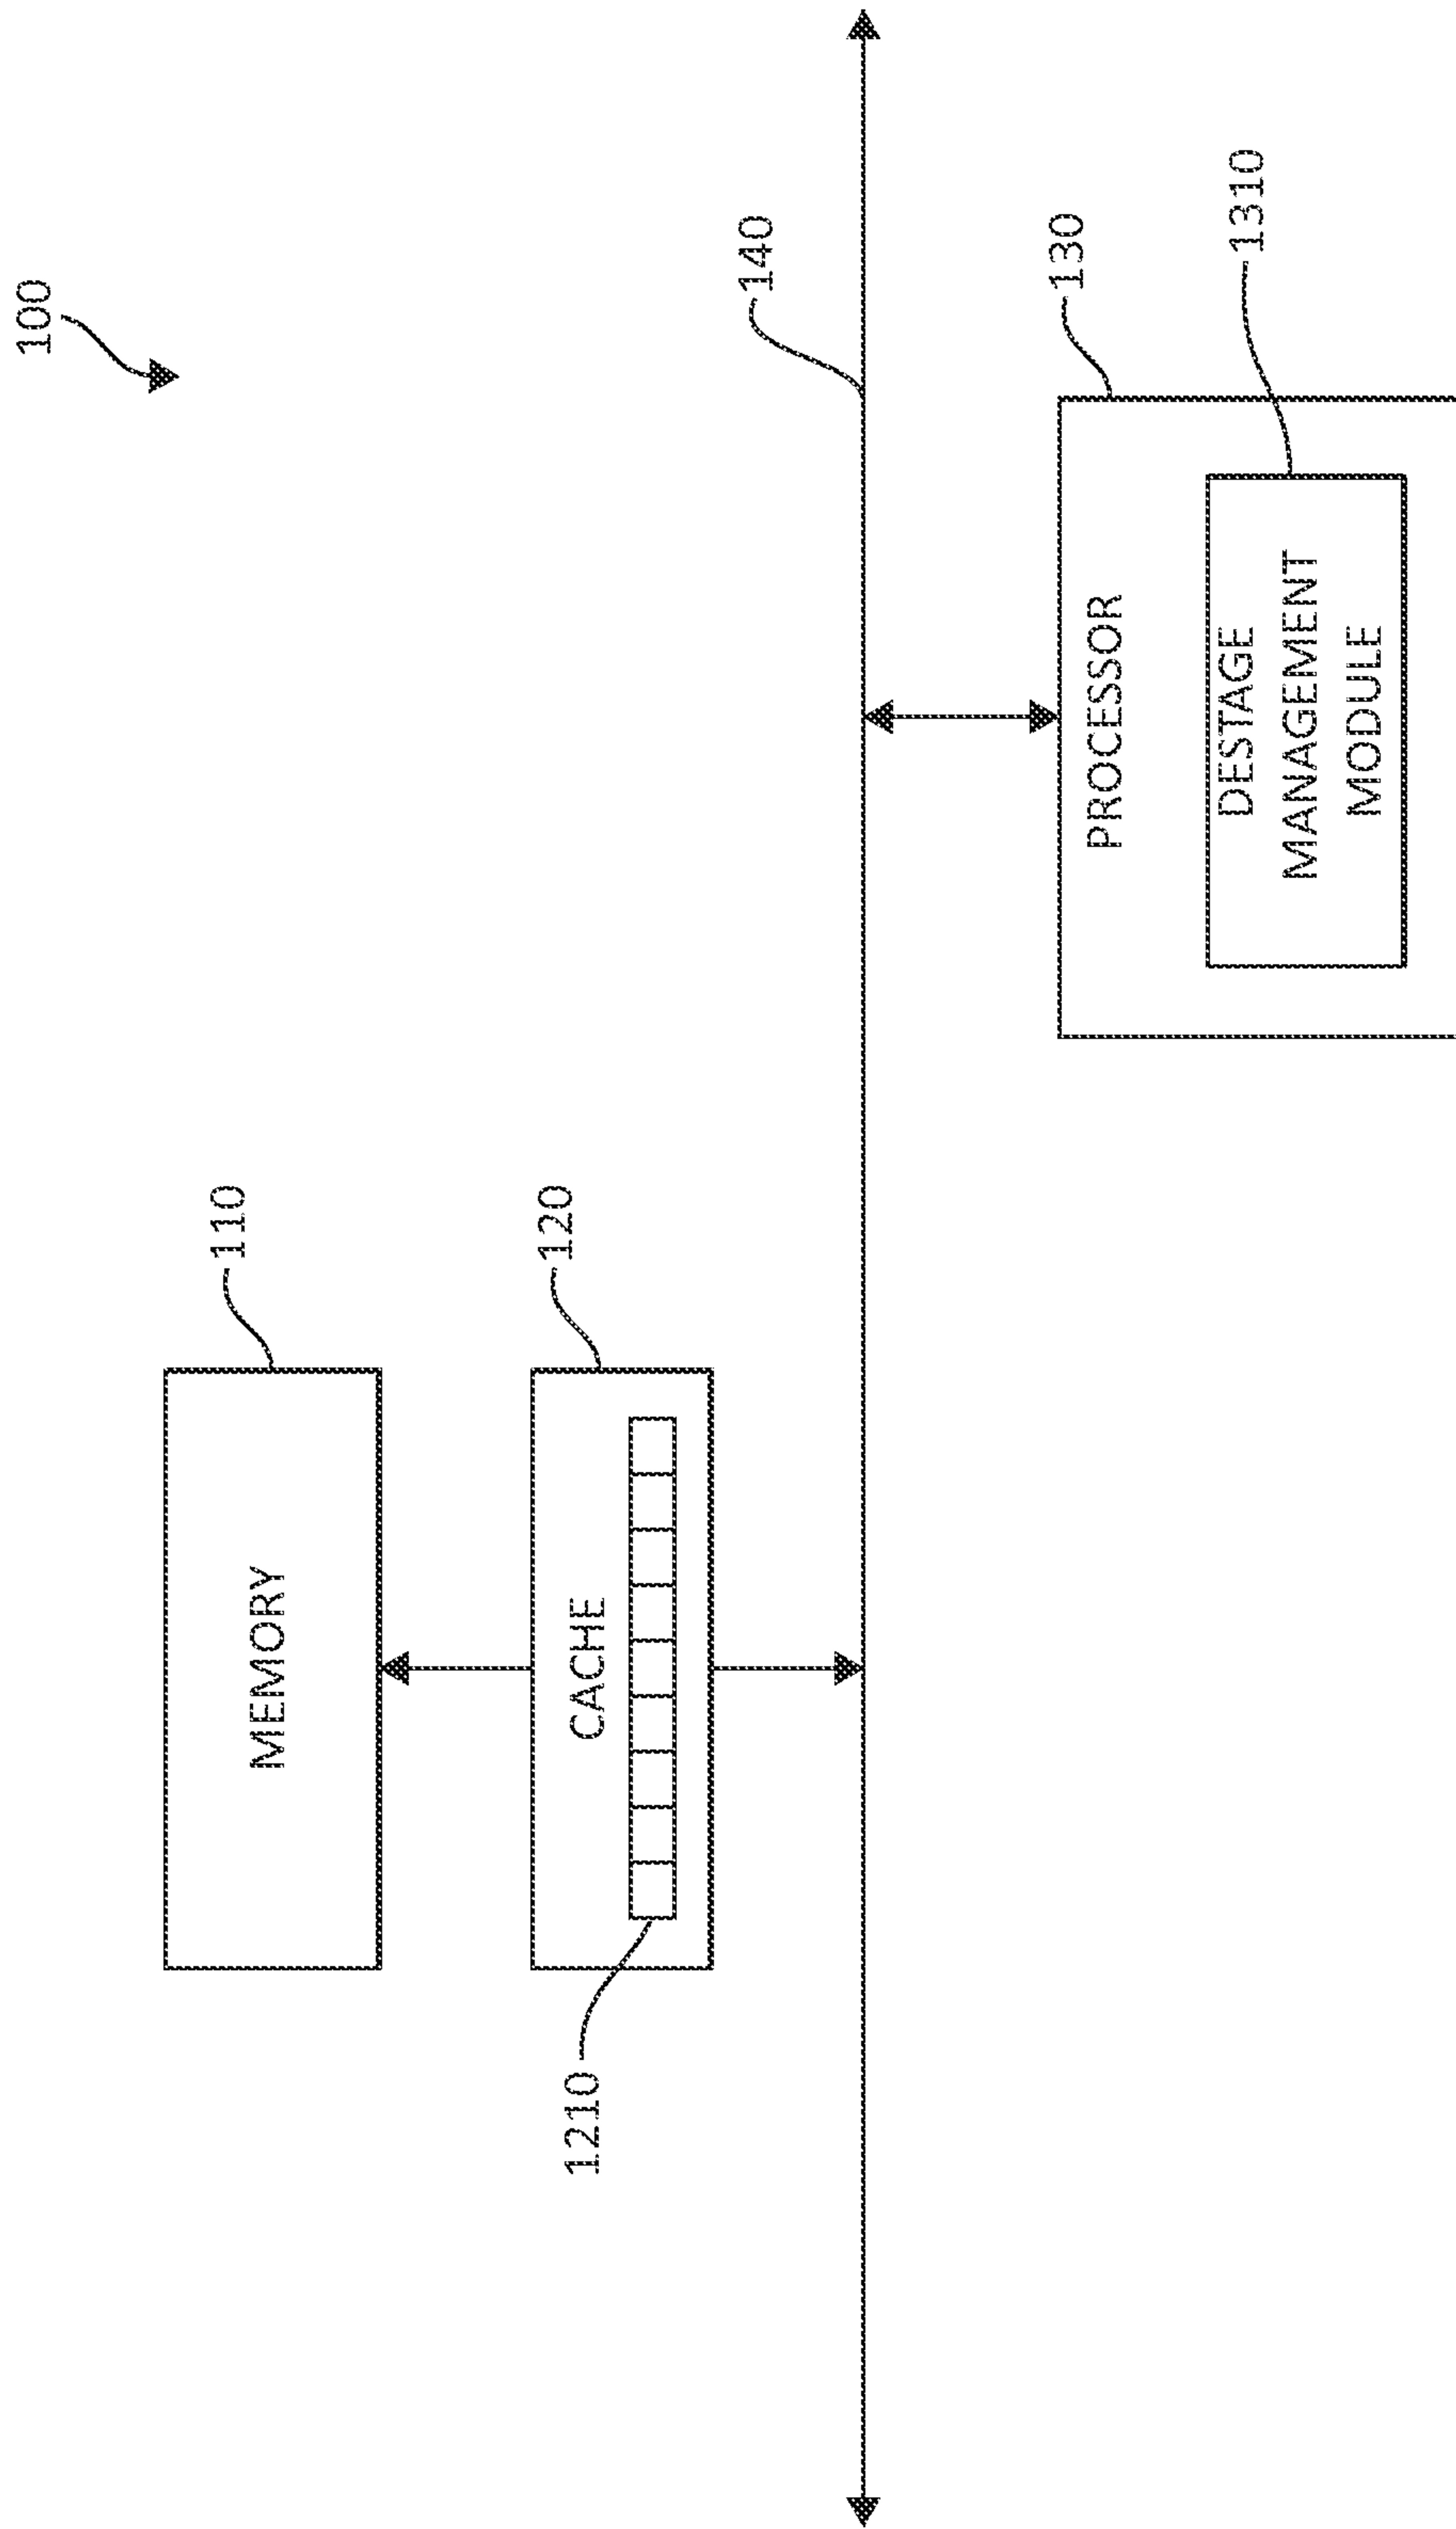 100
MEMORY
110
CACHE
120
1210
140
PROCESSOR
130
DESTAGE
MANAGEMENT
MODULE
1310